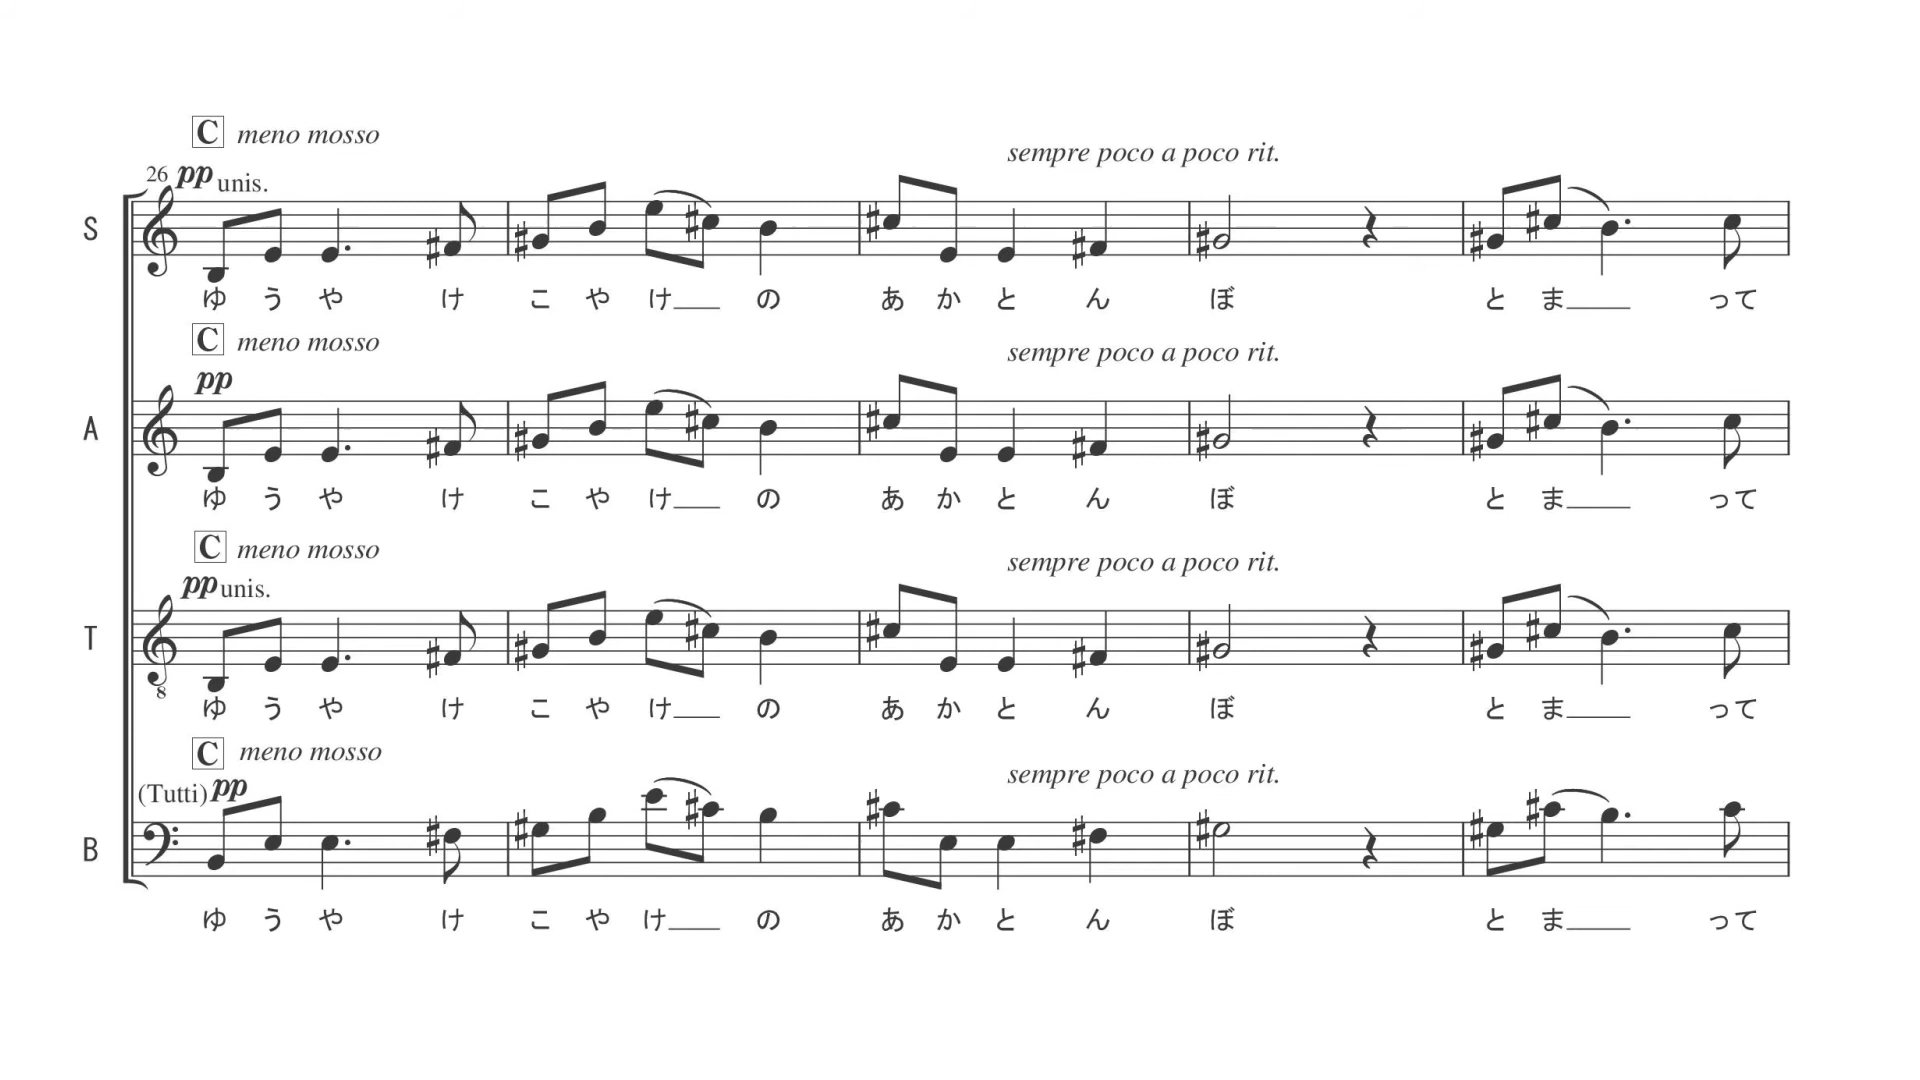 C meno mosso
sempre poco a poco rit.
26 pp unis.
S
ゆ う や け こ や け の あ か と ん ぼ と ま って
C meno mosso
sempre poco a poco rit.
pp
A
ゆ う や け こ や け の あ か と ん ぼ と ま って
C meno mosso
sempre poco a poco rit.
pp unis.
T
8
ゆ う や け こ や け の あ か と ん ぼ と ま って
C meno mosso
sempre poco a poco rit.
(Tutti) pp
B
ゆ う や け こ や け の あ か と ん ぼ と ま って